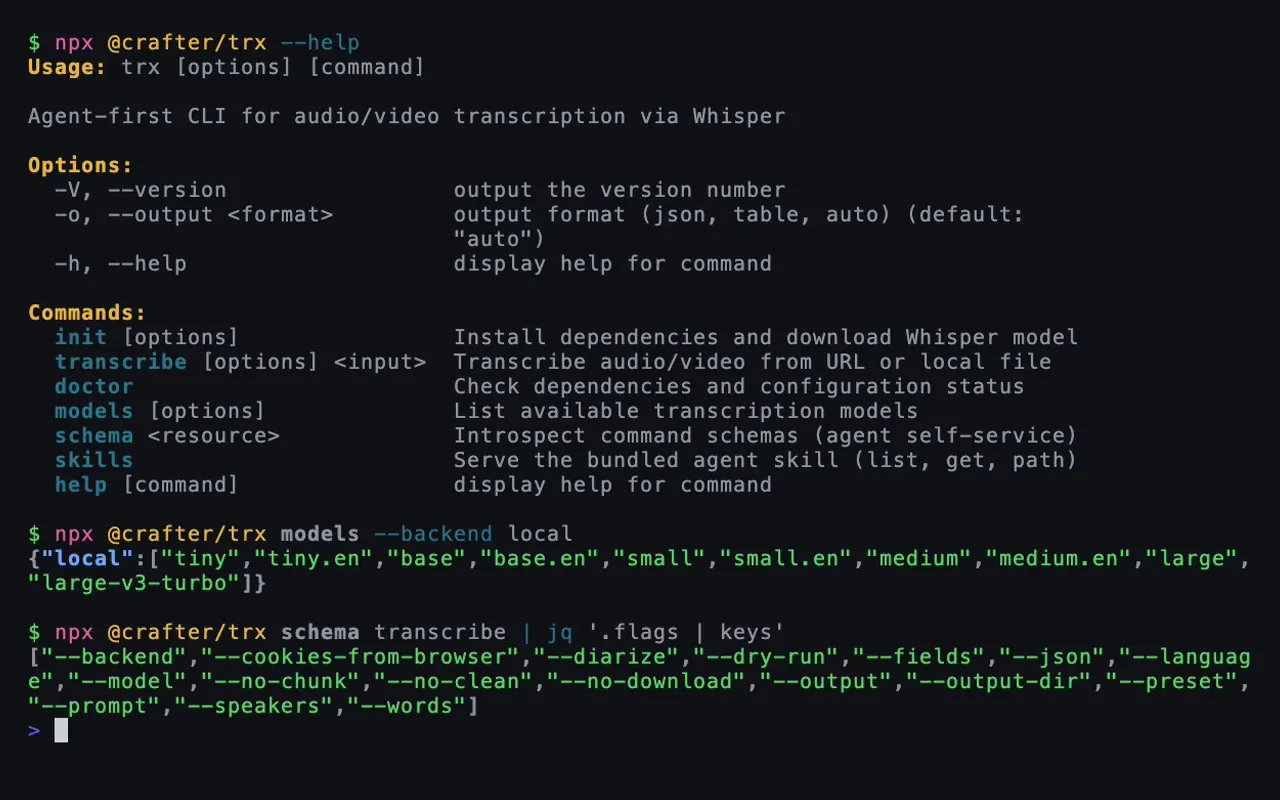 $ npx @crafter/trx --help
Usage: trx [options] [command]

Agent-first CLI for audio/video transcription via Whisper

Options:
  -V, --version                 output the version number
  -o, --output <format>         output format (json, table, auto) (default:
                                "auto")
  -h, --help                    display help for command

Commands:
  init [options]                Install dependencies and download Whisper model
  transcribe [options] <input>  Transcribe audio/video from URL or local file
  doctor                        Check dependencies and configuration status
  models [options]              List available transcription models
  schema <resource>             Introspect command schemas (agent self-service)
  skills                        Serve the bundled agent skill (list, get, path)
  help [command]                display help for command

$ npx @crafter/trx models --backend local
{"local":["tiny","tiny.en","base","base.en","small","small.en","medium","medium.en","large",
"large-v3-turbo"]}

$ npx @crafter/trx schema transcribe | jq '.flags | keys'
["--backend","--cookies-from-browser","--diarize","--dry-run","--fields","--json","--languag
e","--model","--no-chunk","--no-clean","--no-download","--output","--output-dir","--preset",
"--prompt","--speakers","--words"]
>